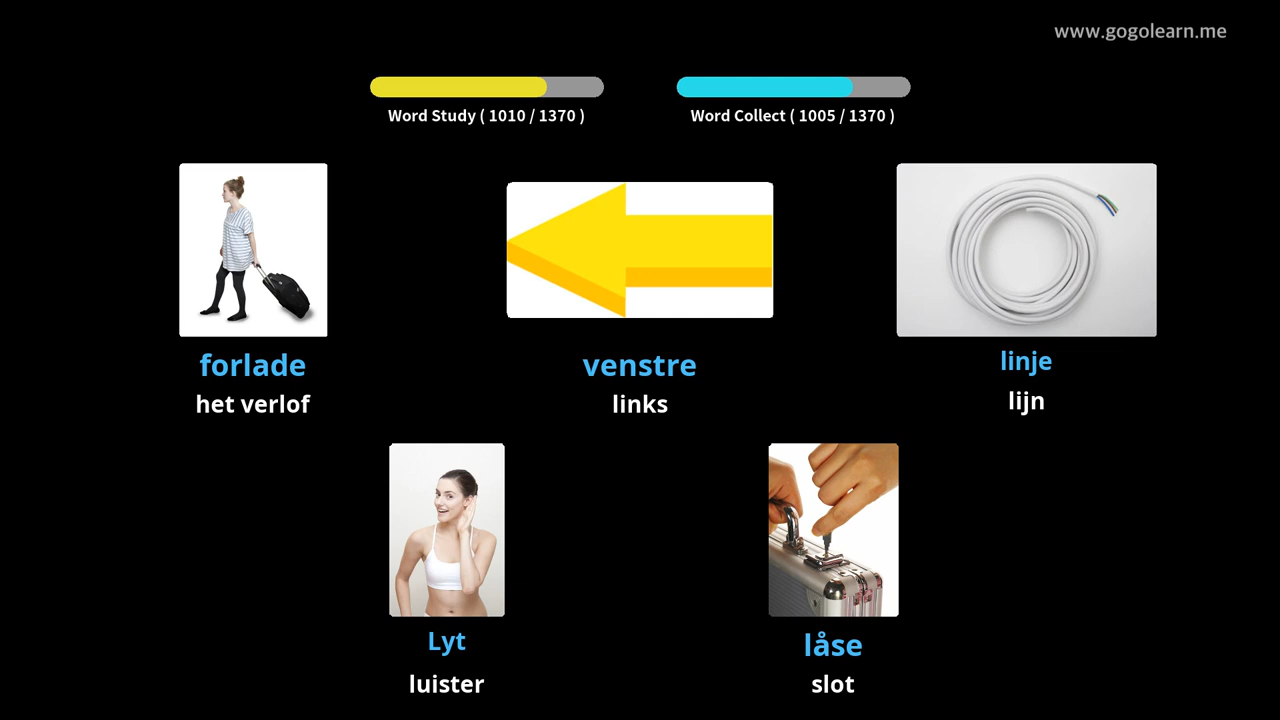 www.gogolearn.me
Word Study ( 1010 / 1370 )
Word Collect ( 1005 / 1370 )
forlade
het verlof
venstre
links
linje
lijn
Lyt
luister
låse
slot